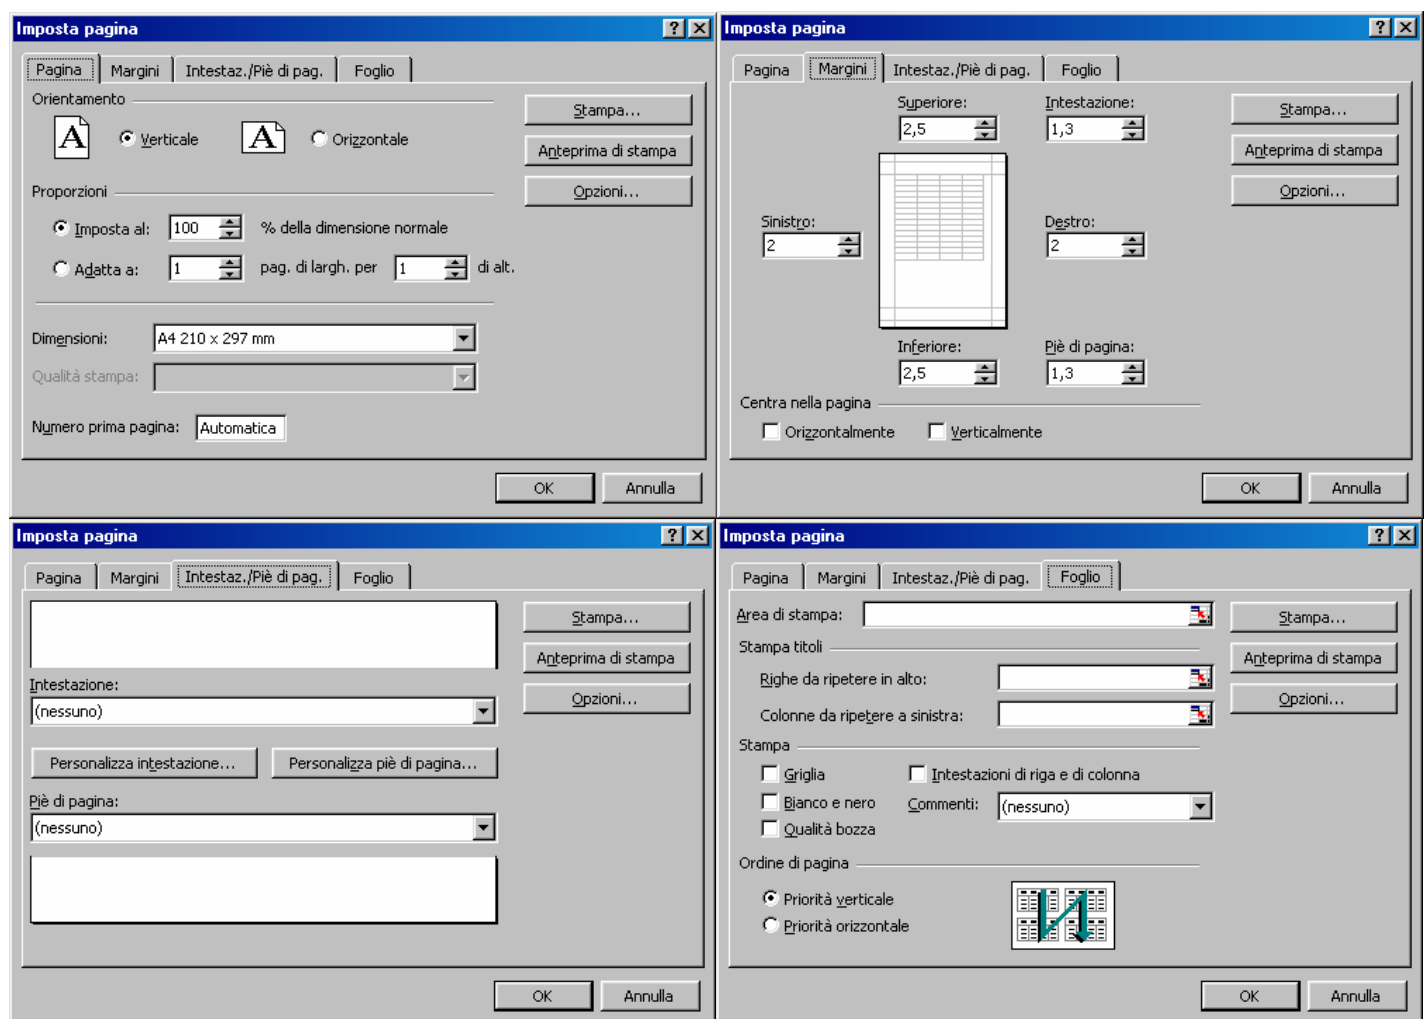 Imposta pagina
Pagina Margini Intestaz./Piè di pag. Foglio
Orientamento
A Verticale A Orizzontale
Stampa...
Anteprima di stampa
Opzioni...
Proporzioni
Imposta al: 100 % della dimensione normale
Adatta a: 1 pag. di largh. per 1 di alt.
Dimensioni: A4 210 x 297 mm
Qualità stampa:
Numero prima pagina: Automatica
OK Annulla
Imposta pagina
Pagina Margini Intestaz./Piè di pag. Foglio
Superiore: Intestazione:
2,5 1,3
Stampa...
Anteprima di stampa
Opzioni...
Sinistro: Destro:
2 2
Inferiore: Piè di pagina:
2,5 1,3
Centra nella pagina
Orizzontalmente Verticalmente
OK Annulla
Imposta pagina
Pagina Margini Intestaz./Piè di pag. Foglio
Stampa...
Anteprima di stampa
Opzioni...
Intestazione:
(nessuno)
Personalizza intestazione... Personalizza piè di pagina...
Piè di pagina:
(nessuno)
OK Annulla
Imposta pagina
Pagina Margini Intestaz./Piè di pag. Foglio
Area di stampa:
Stampa...
Anteprima di stampa
Opzioni...
Stampa titoli
Righe da ripetere in alto:
Colonne da ripetere a sinistra:
Stampa
Griglia Intestazioni di riga e di colonna
Bianco e nero Commenti: (nessuno)
Qualità bozza
Ordine di pagina
Priorità verticale
Priorità orizzontale
OK Annulla